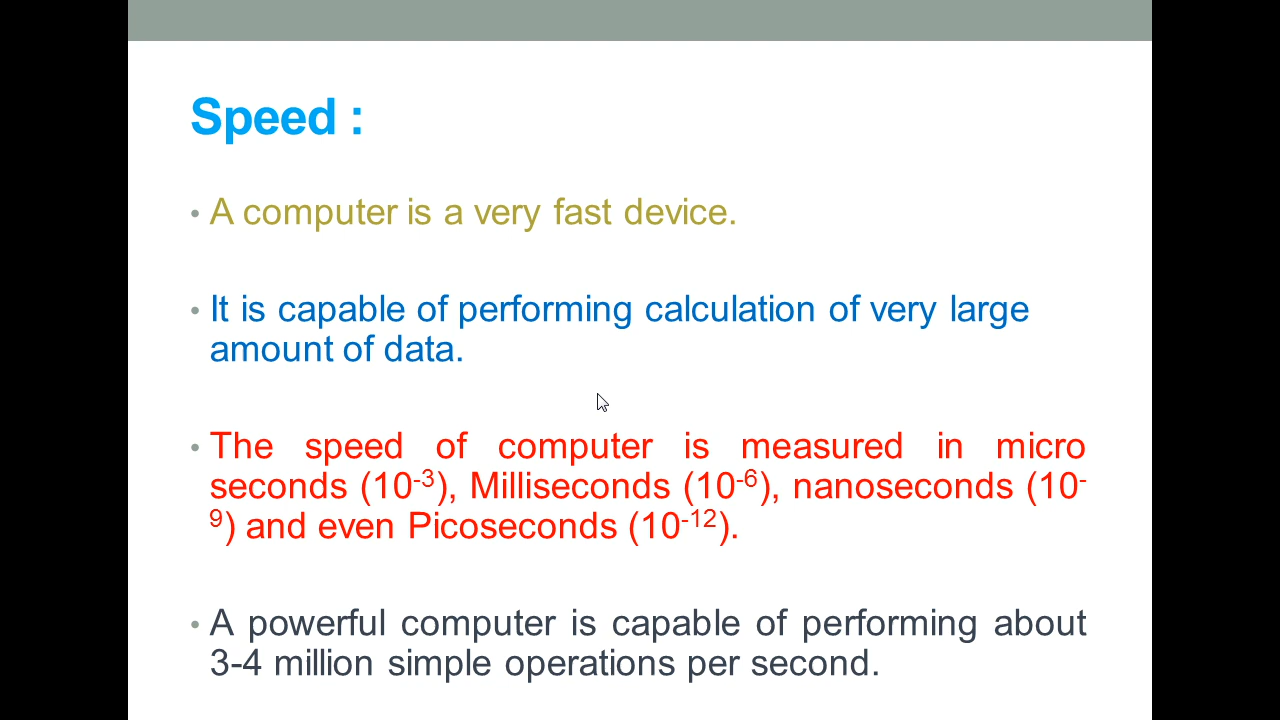 Speed :
• A computer is a very fast device.
• It is capable of performing calculation of very large
amount of data.
• The speed of computer is measured in micro
seconds (10⁻³), Milliseconds (10⁻⁶), nanoseconds (10⁻
⁹) and even Picoseconds (10⁻¹²).
• A powerful computer is capable of performing about
3-4 million simple operations per second.